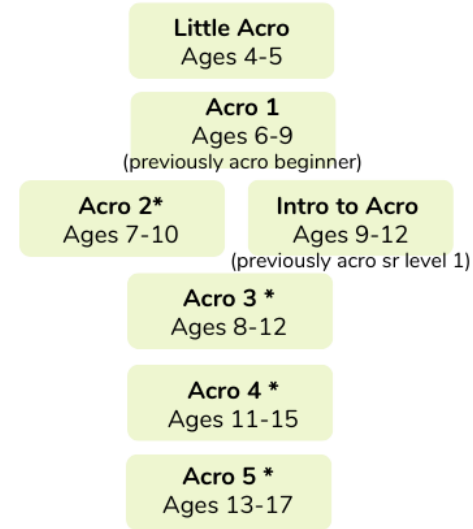 Little Acro
Ages 4-5
Acro 1
Ages 6-9
(previously acro beginner)
Acro 2*
Ages 7-10
Intro to Acro
Ages 9-12
(previously acro sr level 1)
Acro 3 *
Ages 8-12
Acro 4 *
Ages 11-15
Acro 5 *
Ages 13-17